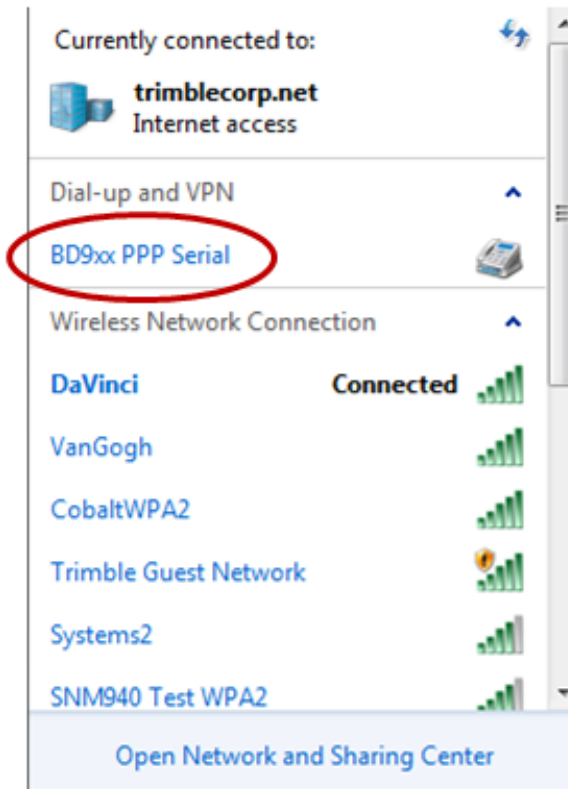 Currently connected to:
trimblecorp.net
Internet access
Dial-up and VPN
BD9xx PPP Serial
Wireless Network Connection
DaVinci Connected
VanGogh
CobaltWPA2
Trimble Guest Network
Systems2
SNM940 Test WPA2
Open Network and Sharing Center